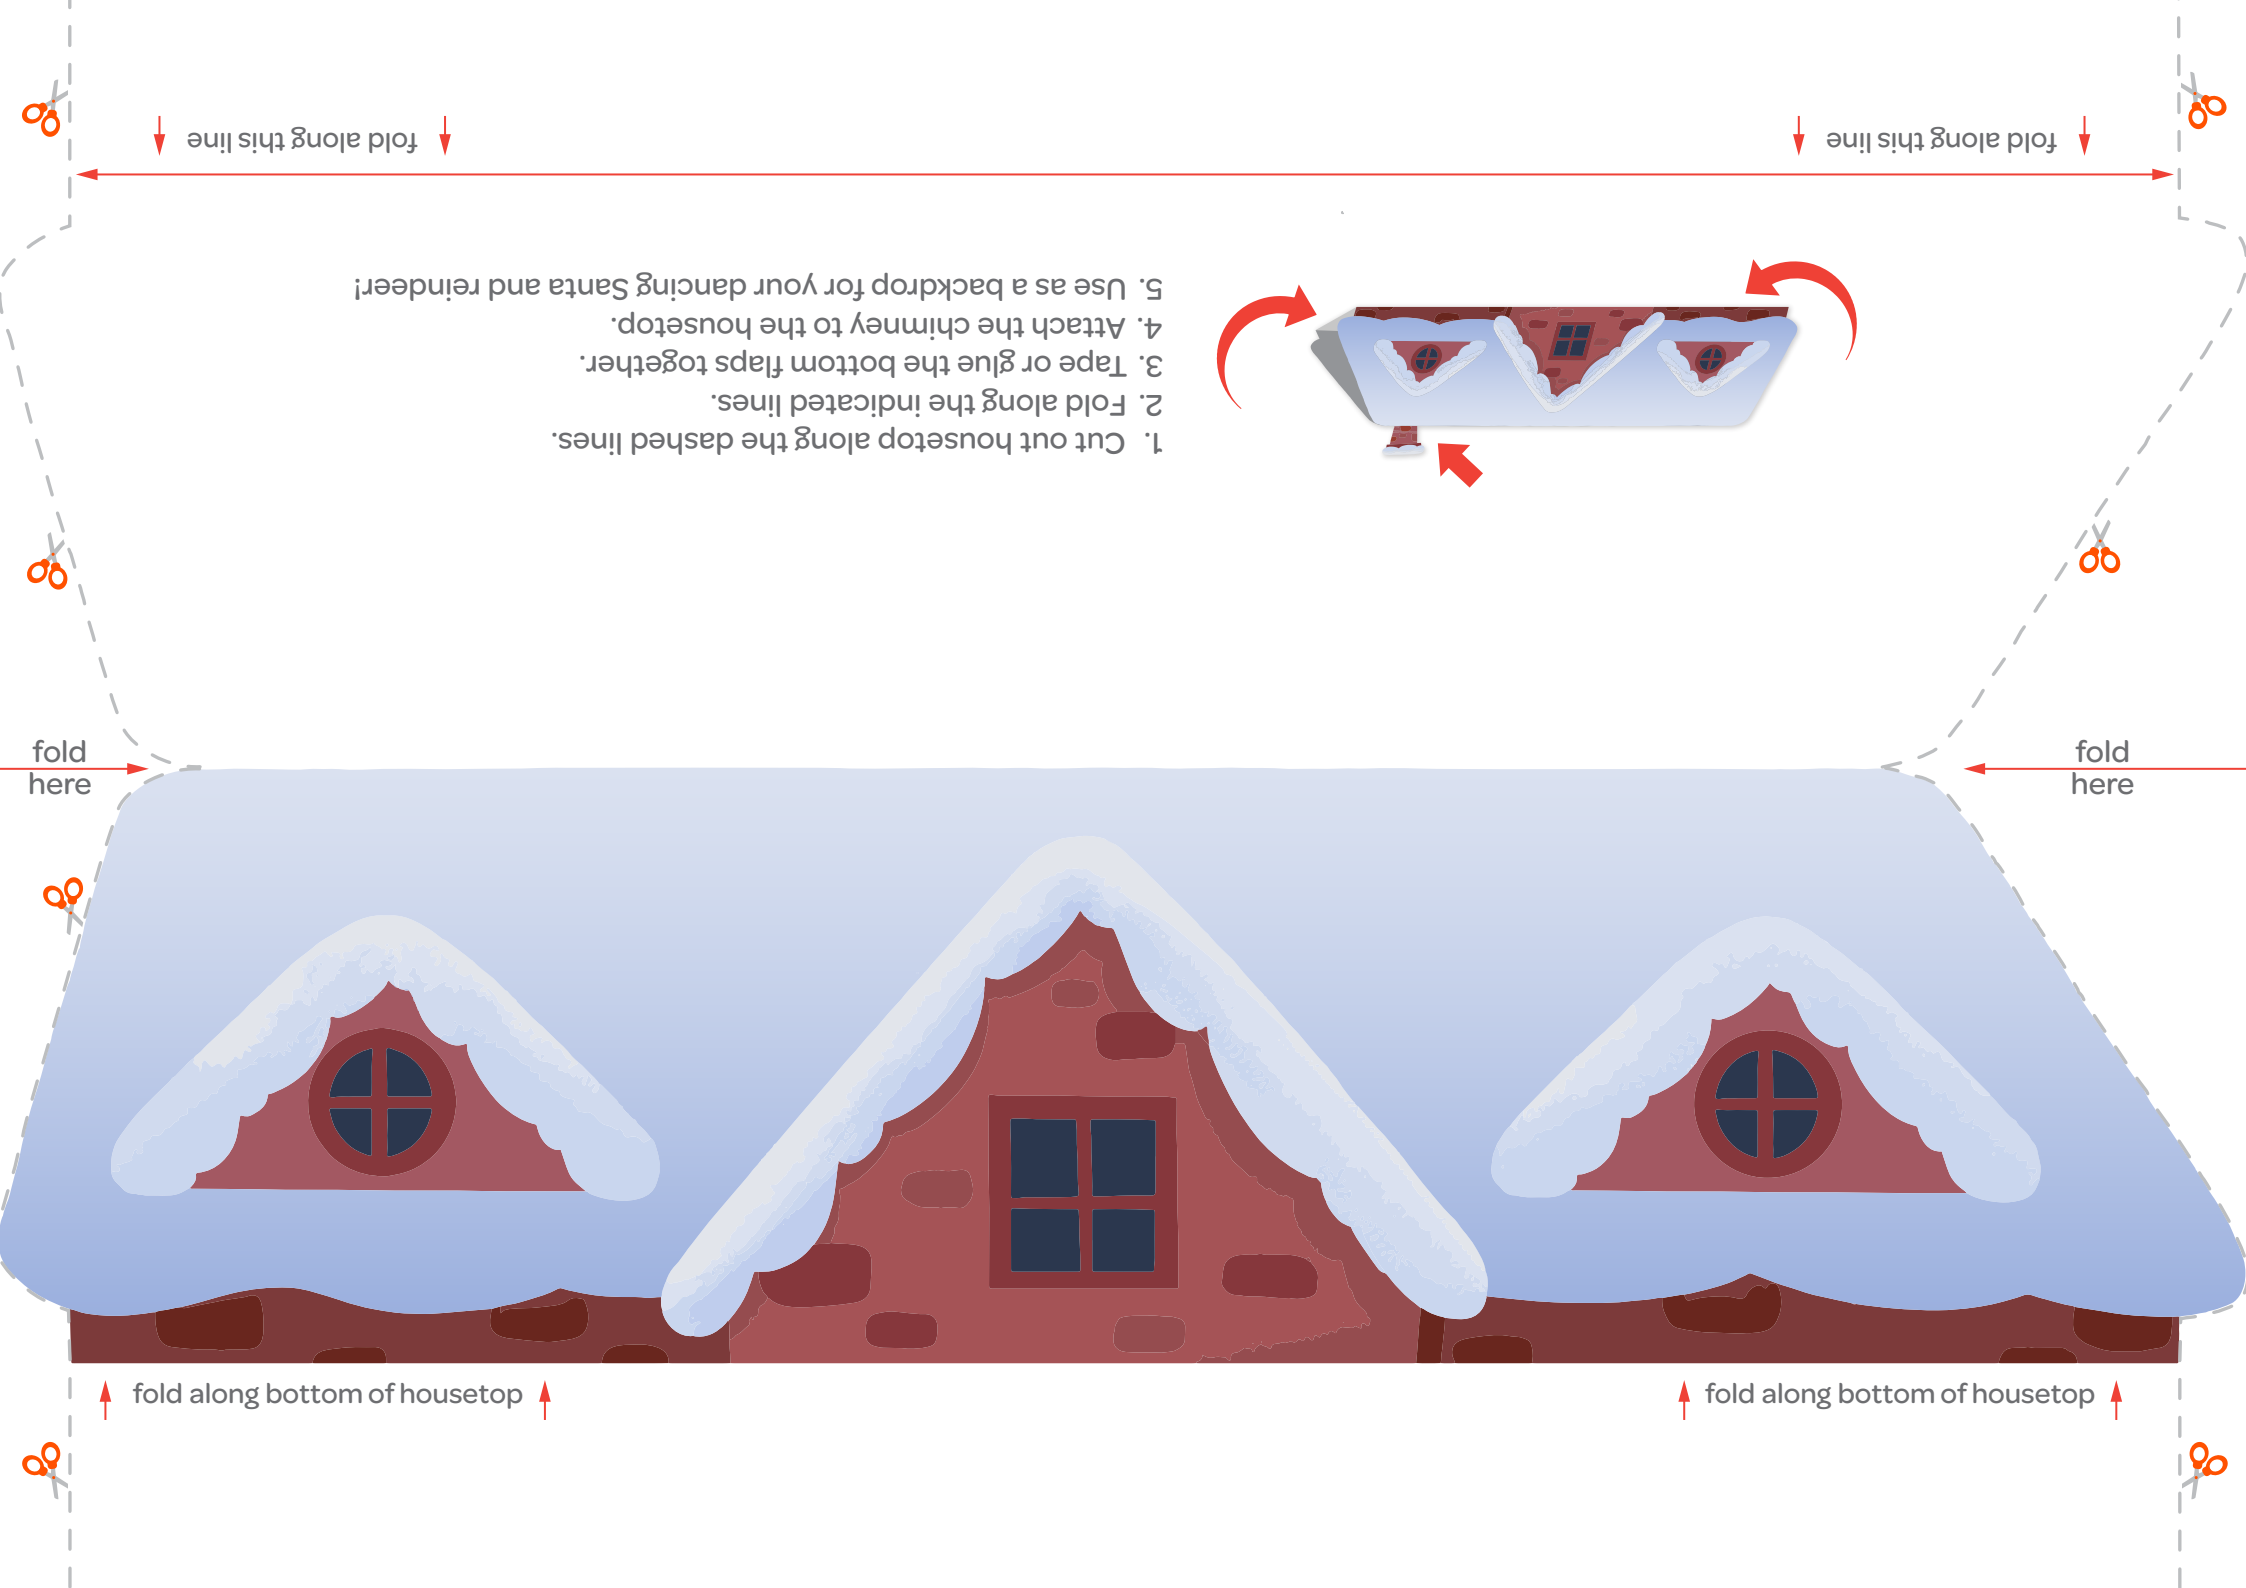 fold along this line
fold along this line
1. Cut out housetop along the dashed lines.
2. Fold along the indicated lines.
3. Tape or glue the bottom flaps together.
4. Attach the chimney to the housetop.
5. Use as a backdrop for your dancing Santa and reindeer!
fold
here
fold
here
fold along bottom of housetop
fold along bottom of housetop